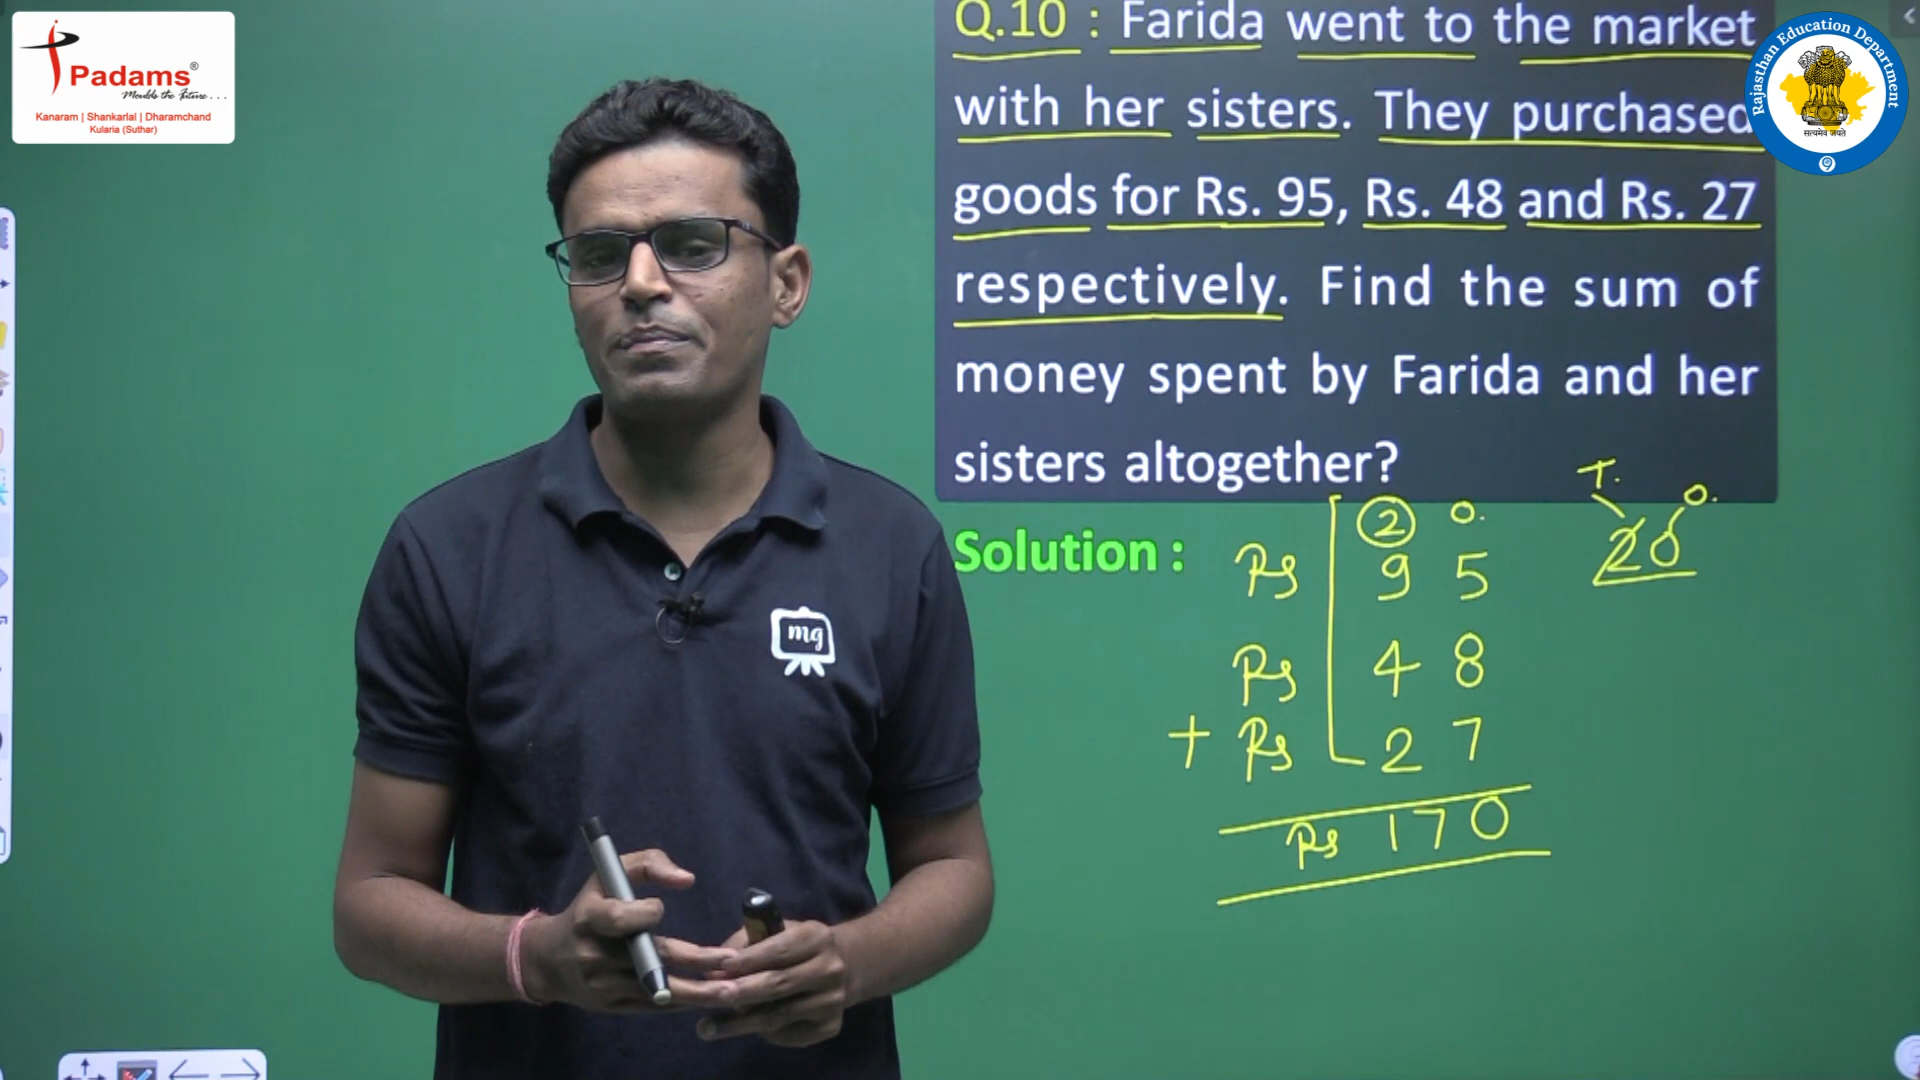 Padams®
Moulds the Future...
Kanaram | Shankarlal | Dharamchand
Kularia (Suthar)
Q.10 : Farida went to the market
with her sisters. They purchased
goods for Rs. 95, Rs. 48 and Rs. 27
respectively. Find the sum of
money spent by Farida and her
sisters altogether?
Rajasthan Education Department
सत्यमेव जयते
Solution :
2 O.
Rs 9 5
Rs 4 8
+ Rs 2 7
Rs 170
T. O.
20
mg